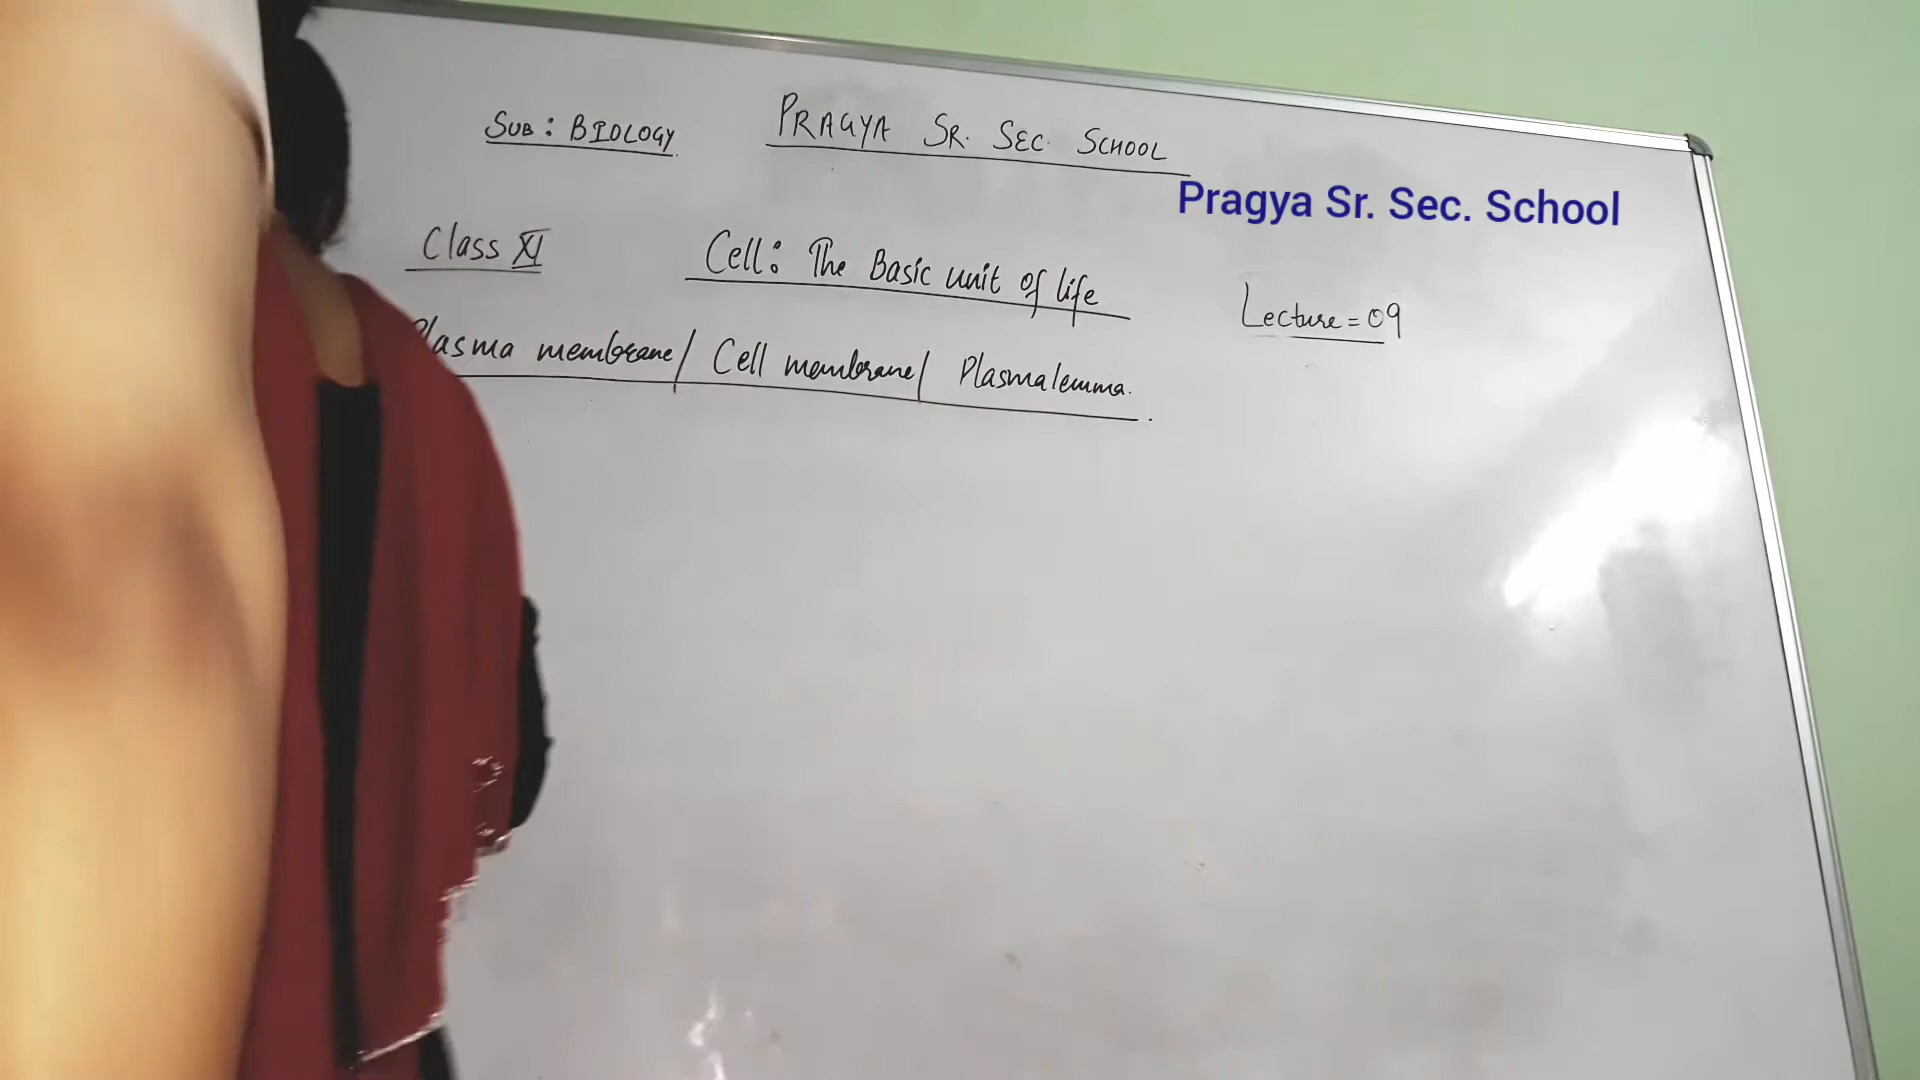 SUB: BIOLOGY
PRAGYA SR. SEC. SCHOOL
Pragya Sr. Sec. School
Class XI
Cell: The Basic unit of life
Lecture = 09
Plasma membrane/ Cell membrane/ Plasmalemma.